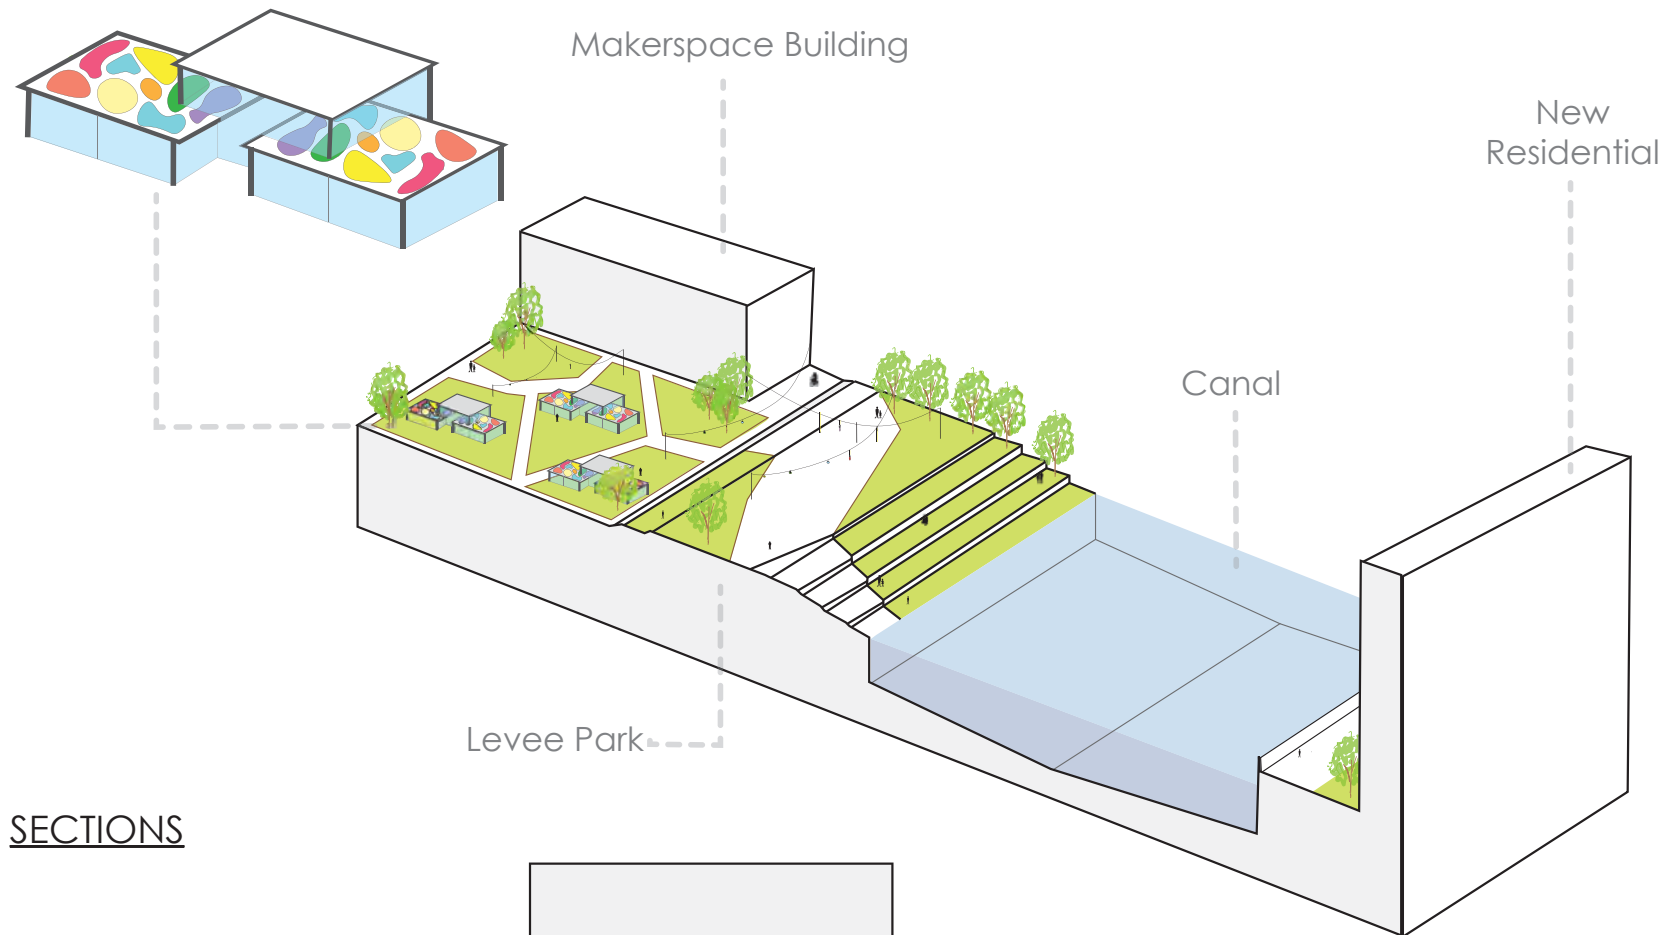 Makerspace Building
New
Residential
Canal
Levee Park
SECTIONS